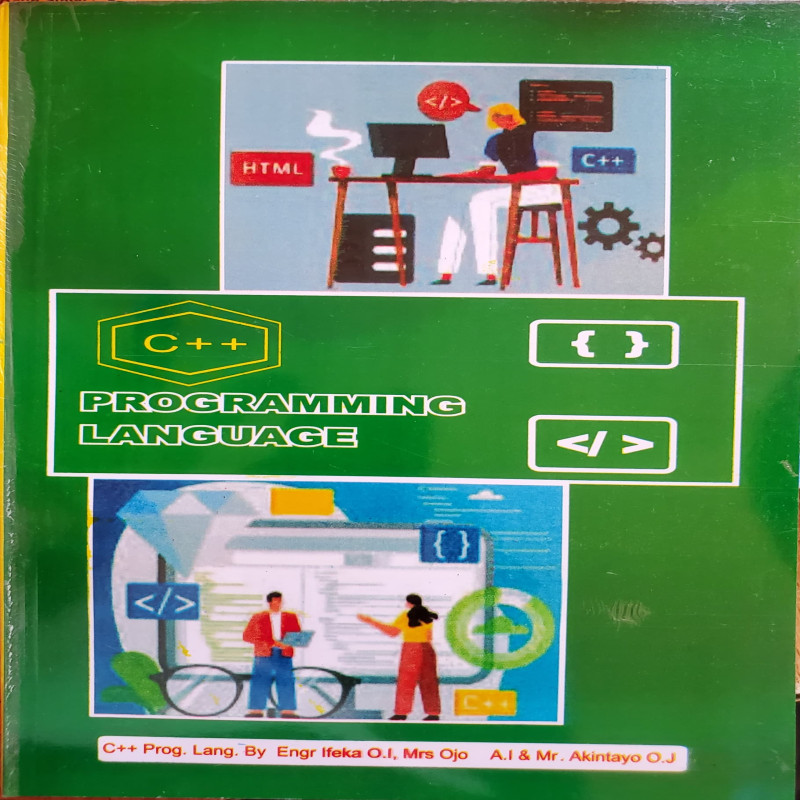 </>
HTML
C++
C++
{ }
PROGRAMMING
LANGUAGE
</>
{ }
</>
C++
C++ Prog. Lang. By Engr Ifeka O.I, Mrs Ojo A.I & Mr. Akintayo O.J